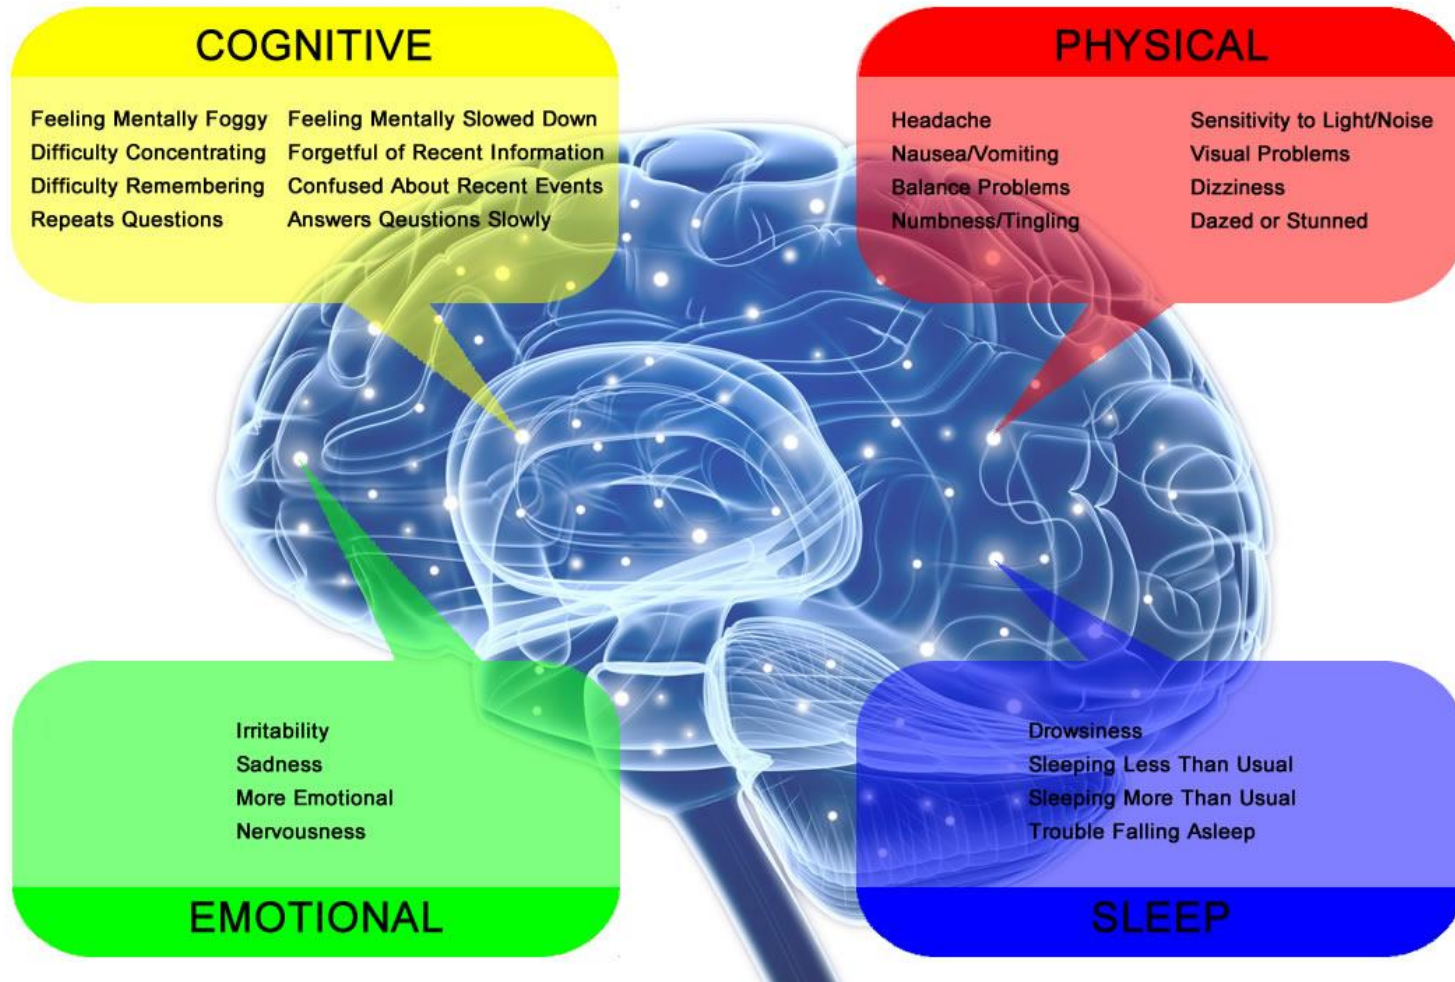 COGNITIVE
Feeling Mentally Foggy
Difficulty Concentrating
Difficulty Remembering
Repeats Questions
Feeling Mentally Slowed Down
Forgetful of Recent Information
Confused About Recent Events
Answers Qeustions Slowly
PHYSICAL
Headache
Nausea/Vomiting
Balance Problems
Numbness/Tingling
Sensitivity to Light/Noise
Visual Problems
Dizziness
Dazed or Stunned
Irritability
Sadness
More Emotional
Nervousness
EMOTIONAL
Drowsiness
Sleeping Less Than Usual
Sleeping More Than Usual
Trouble Falling Asleep
SLEEP